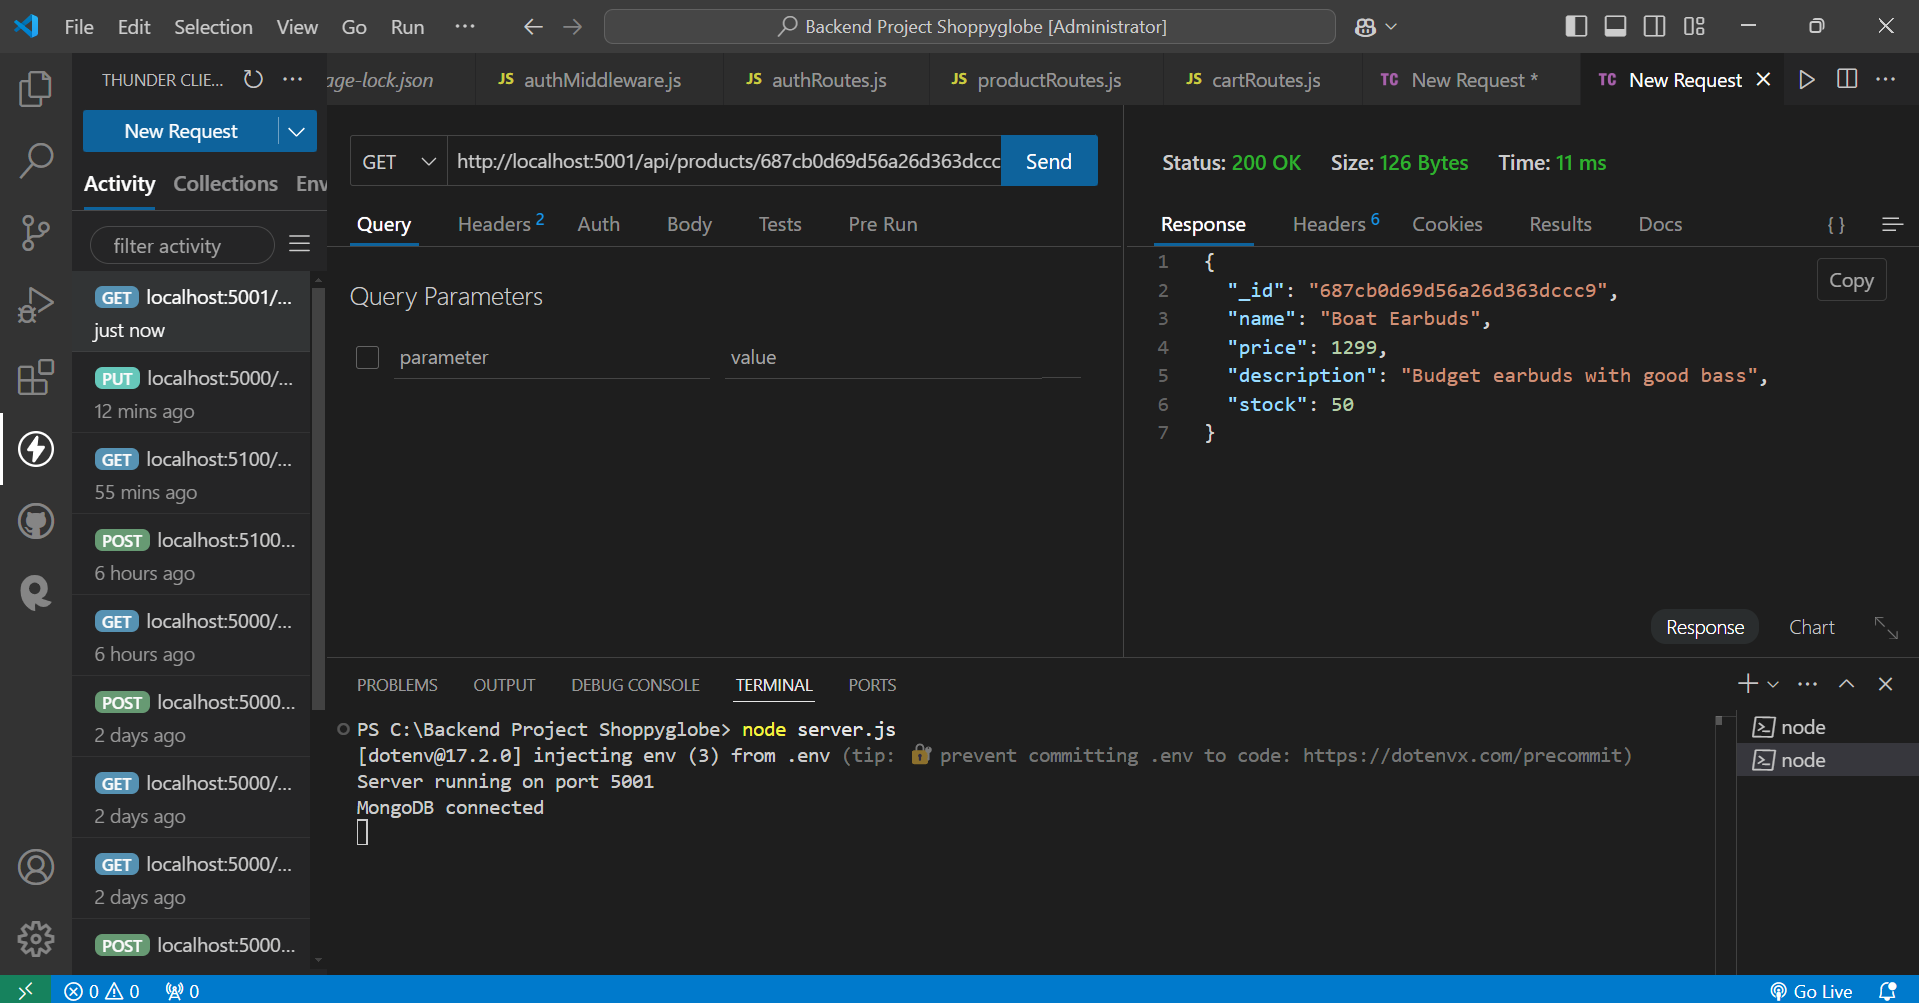 File Edit Selection View Go Run ···
Backend Project Shoppyglobe [Administrator]
THUNDER CLIE... ···
age-lock.json
JS authMiddleware.js
JS authRoutes.js
JS productRoutes.js
JS cartRoutes.js
TC New Request *
TC New Request
New Request
Activity Collections Env
filter activity
GET localhost:5001/...
just now
PUT localhost:5000/...
12 mins ago
GET localhost:5100/...
55 mins ago
POST localhost:5100...
6 hours ago
GET localhost:5000/...
6 hours ago
POST localhost:5000...
2 days ago
GET localhost:5000/...
2 days ago
GET localhost:5000/...
2 days ago
POST localhost:5000...
GET http://localhost:5001/api/products/687cb0d69d56a26d363dccc Send
Query Headers 2 Auth Body Tests Pre Run
Query Parameters
parameter value
Status: 200 OK Size: 126 Bytes Time: 11 ms
Response Headers 6 Cookies Results Docs { }
Copy
1 {
2 "_id": "687cb0d69d56a26d363dccc9",
3 "name": "Boat Earbuds",
4 "price": 1299,
5 "description": "Budget earbuds with good bass",
6 "stock": 50
7 }
Response Chart
PROBLEMS OUTPUT DEBUG CONSOLE TERMINAL PORTS
PS C:\Backend Project Shoppyglobe> node server.js
[dotenv@17.2.0] injecting env (3) from .env (tip: 🔐 prevent committing .env to code: https://dotenvx.com/precommit)
Server running on port 5001
MongoDB connected
node
node
0 0 0
Go Live